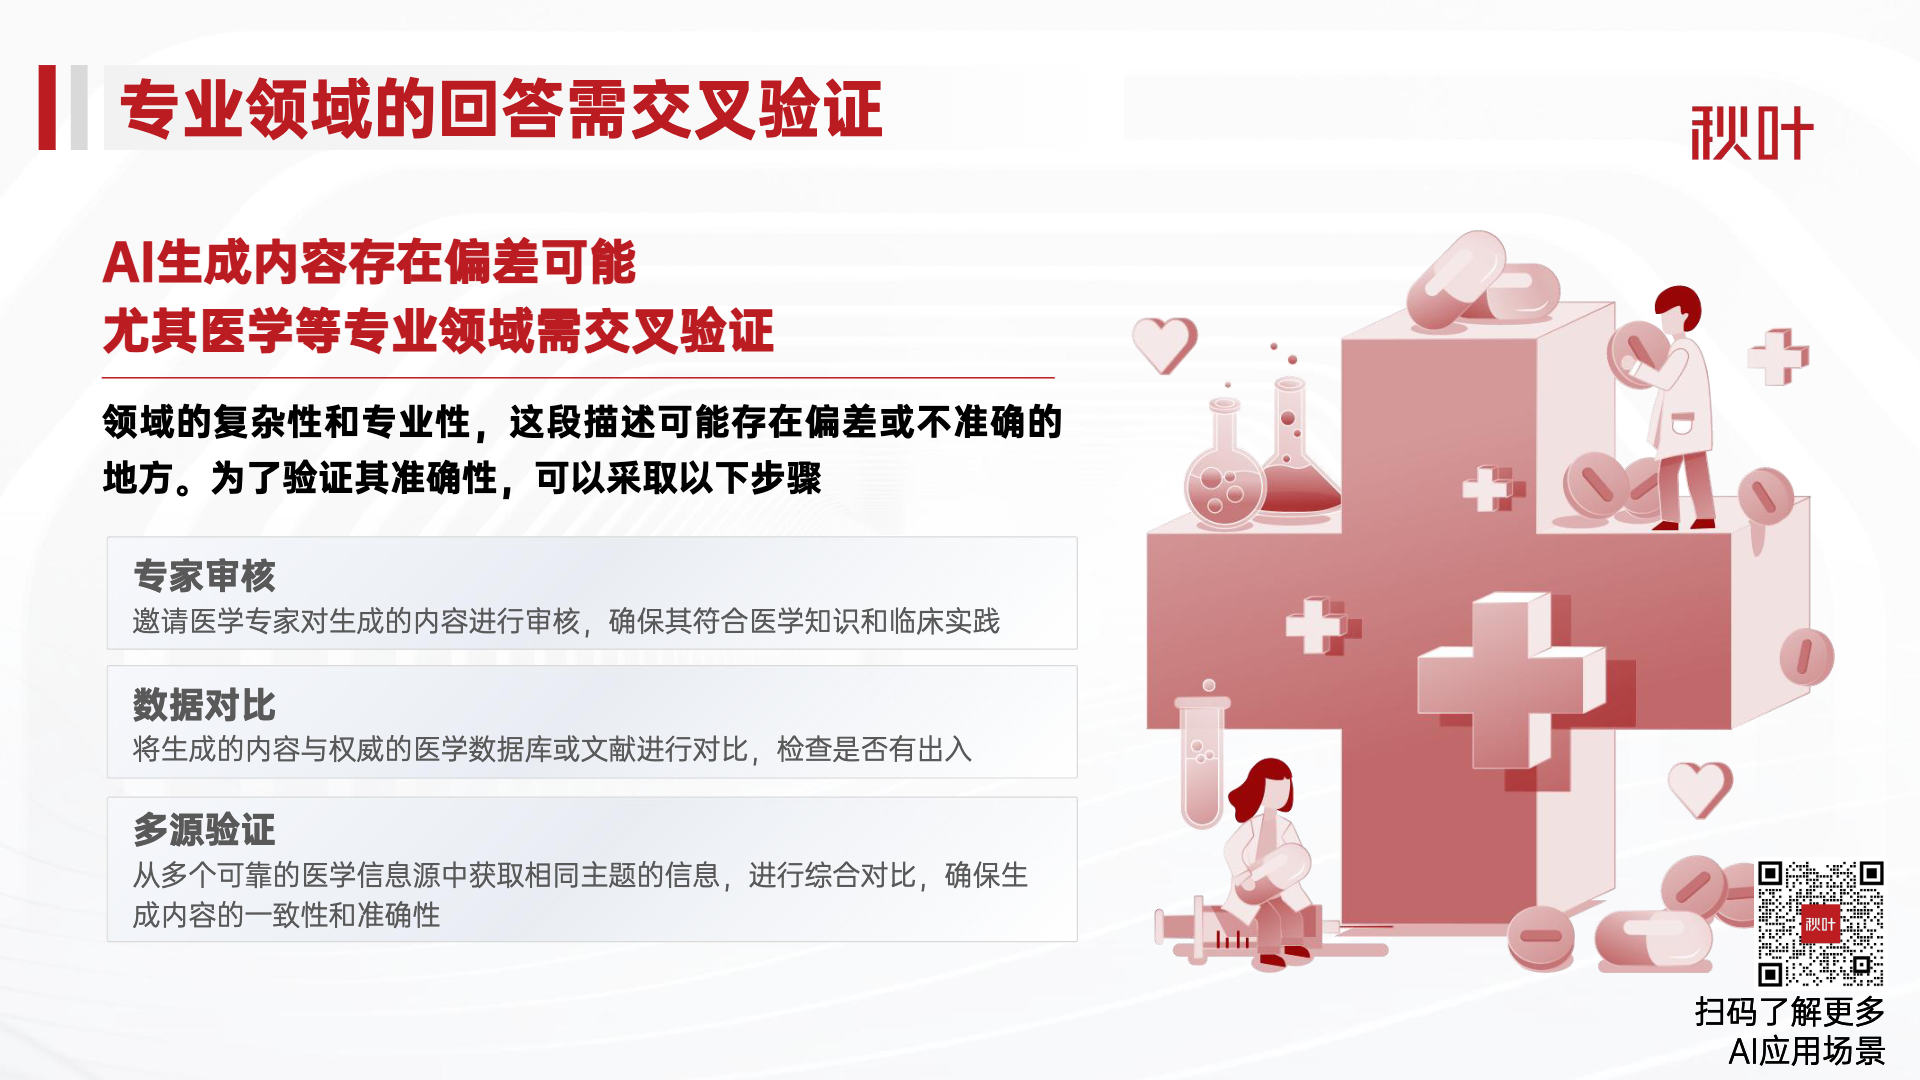 专业领域的回答需交叉验证
秋叶
AI生成内容存在偏差可能
尤其医学等专业领域需交叉验证
领域的复杂性和专业性，这段描述可能存在偏差或不准确的
地方。为了验证其准确性，可以采取以下步骤
专家审核
邀请医学专家对生成的内容进行审核，确保其符合医学知识和临床实践
数据对比
将生成的内容与权威的医学数据库或文献进行对比，检查是否有出入
多源验证
从多个可靠的医学信息源中获取相同主题的信息，进行综合对比，确保生
成内容的一致性和准确性
秋叶
扫码了解更多
AI应用场景